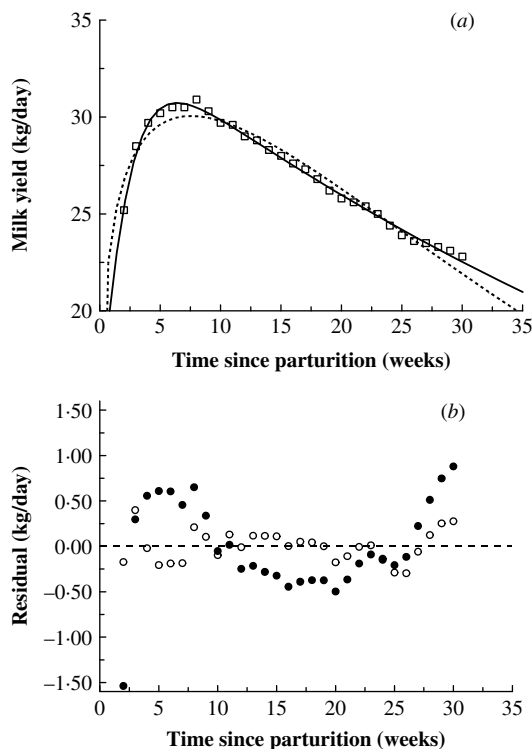 (a)
Milk yield (kg/day)
35
30
25
20
0 5 10 15 20 25 30 35
Time since parturition (weeks)
(b)
Residual (kg/day)
1·50
1·00
0·50
0·00
–0·50
–1·00
–1·50
0 5 10 15 20 25 30 35
Time since parturition (weeks)